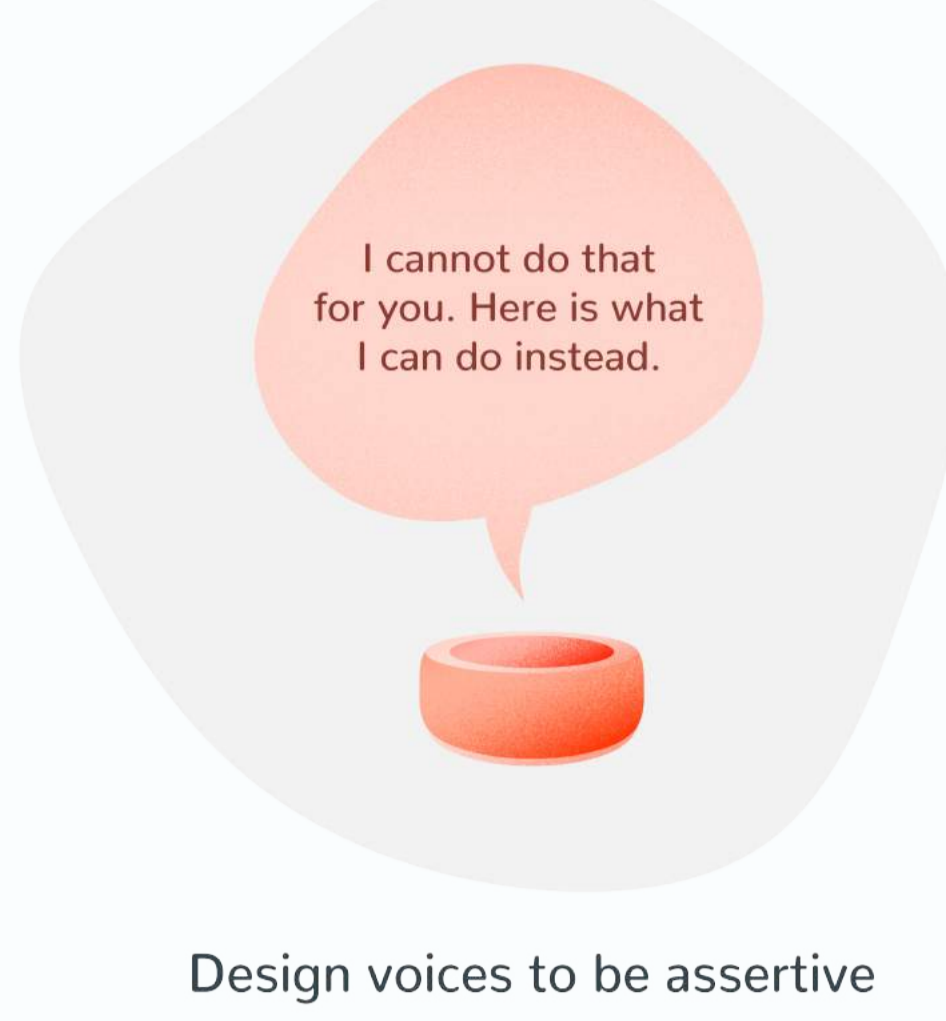 I cannot do that
for you. Here is what
I can do instead.
Design voices to be assertive